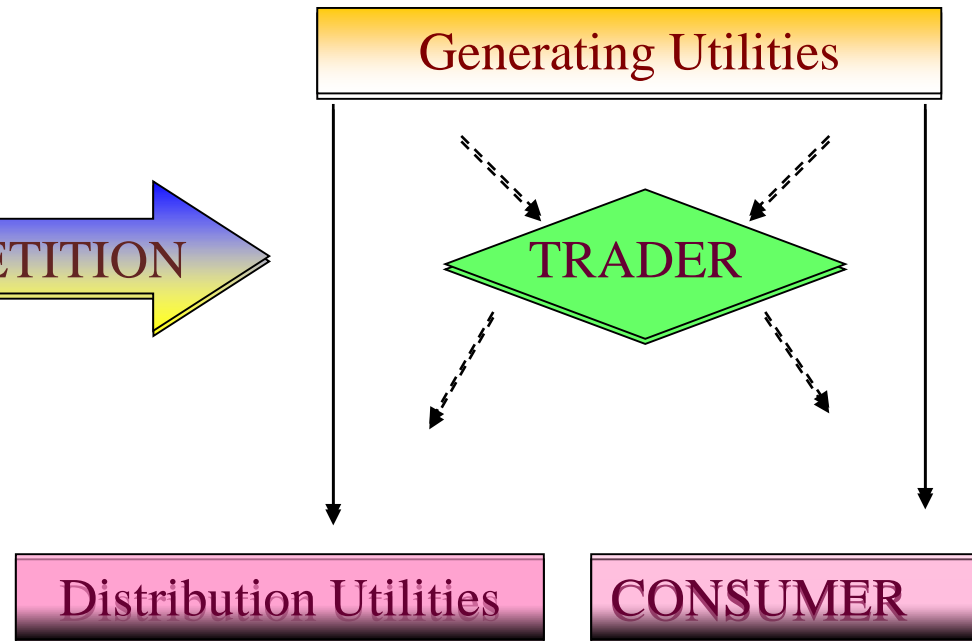 Generating Utilities
ETITION
TRADER
Distribution Utilities
CONSUMER